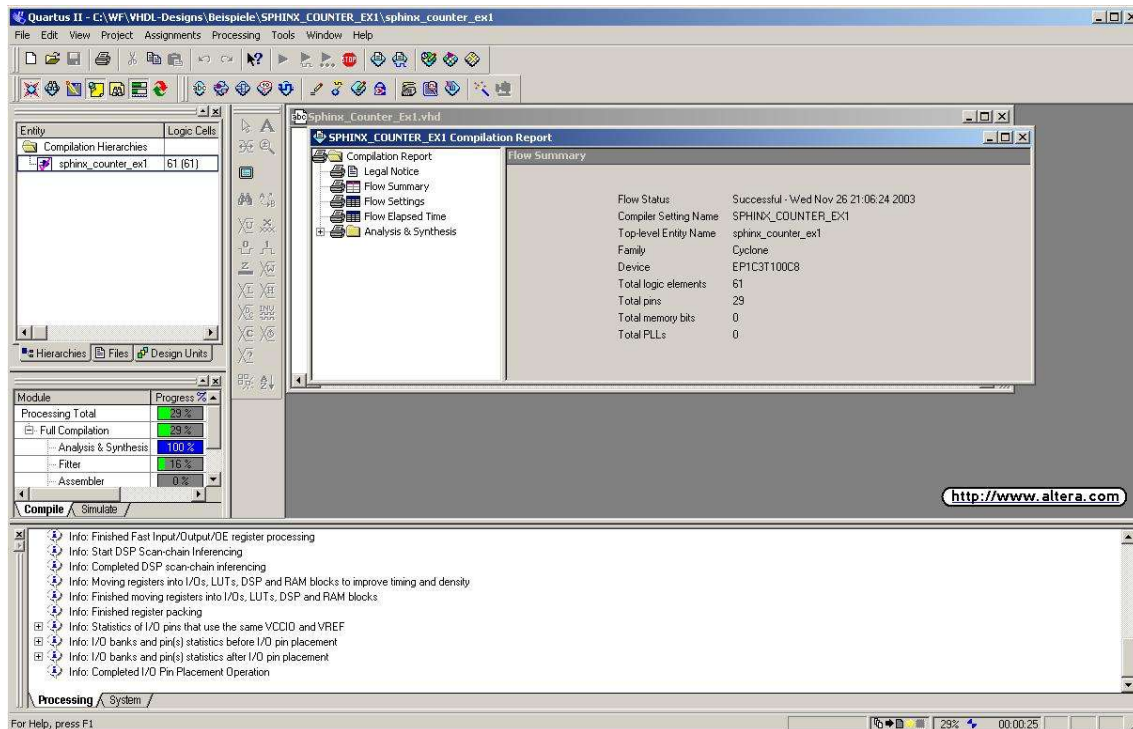 Quartus II - C:\WF\VHDL-Designs\Beispiele\SPHINX_COUNTER_EX1\sphinx_counter_ex1
File Edit View Project Assignments Processing Tools Window Help
Entity Logic Cells
Compilation Hierarchies
sphinx_counter_ex1 61 (61)
Hierarchies Files Design Units
Module Progress %
Processing Total 29 %
Full Compilation 29 %
Analysis & Synthesis 100 %
Fitter 16 %
Assembler 0 %
Compile Simulate
abc Sphinx_Counter_Ex1.vhd
SPHINX_COUNTER_EX1 Compilation Report
Compilation Report
Legal Notice
Flow Summary
Flow Settings
Flow Elapsed Time
Analysis & Synthesis
Flow Summary
Flow Status Successful - Wed Nov 26 21:06:24 2003
Compiler Setting Name SPHINX_COUNTER_EX1
Top-level Entity Name sphinx_counter_ex1
Family Cyclone
Device EP1C3T100C8
Total logic elements 61
Total pins 29
Total memory bits 0
Total PLLs 0
http://www.altera.com
Info: Finished Fast Input/Output/OE register processing
Info: Start DSP Scan-chain Inferencing
Info: Completed DSP scan-chain inferencing
Info: Moving registers into I/Os, LUTs, DSP and RAM blocks to improve timing and density
Info: Finished moving registers into I/Os, LUTs, DSP and RAM blocks
Info: Finished register packing
Info: Statistics of I/O pins that use the same VCCIO and VREF
Info: I/O banks and pin(s) statistics before I/O pin placement
Info: I/O banks and pin(s) statistics after I/O pin placement
Info: Completed I/O Pin Placement Operation
Processing System
For Help, press F1
29% 00:00:25